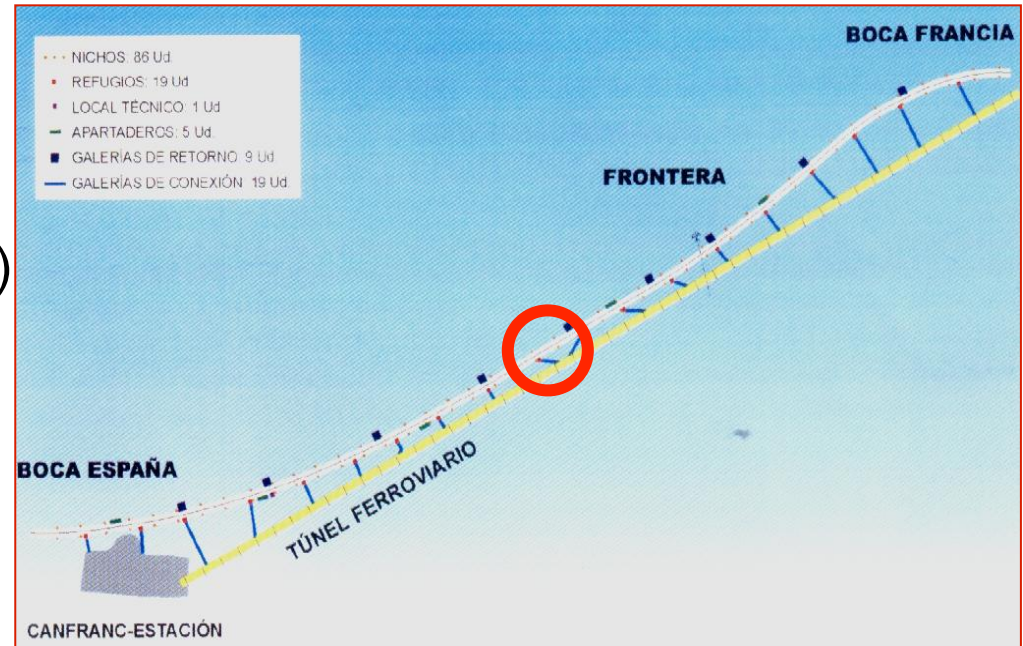 BOCA FRANCIA
NICHOS: 86 Ud.
REFUGIOS: 19 Ud.
LOCAL TÉCNICO: 1 Ud
APARTADEROS: 5 Ud.
GALERÍAS DE RETORNO: 9 Ud.
GALERÍAS DE CONEXIÓN: 19 Ud.
FRONTERA
)
BOCA ESPAÑA
TÚNEL FERROVIARIO
CANFRANC-ESTACIÓN